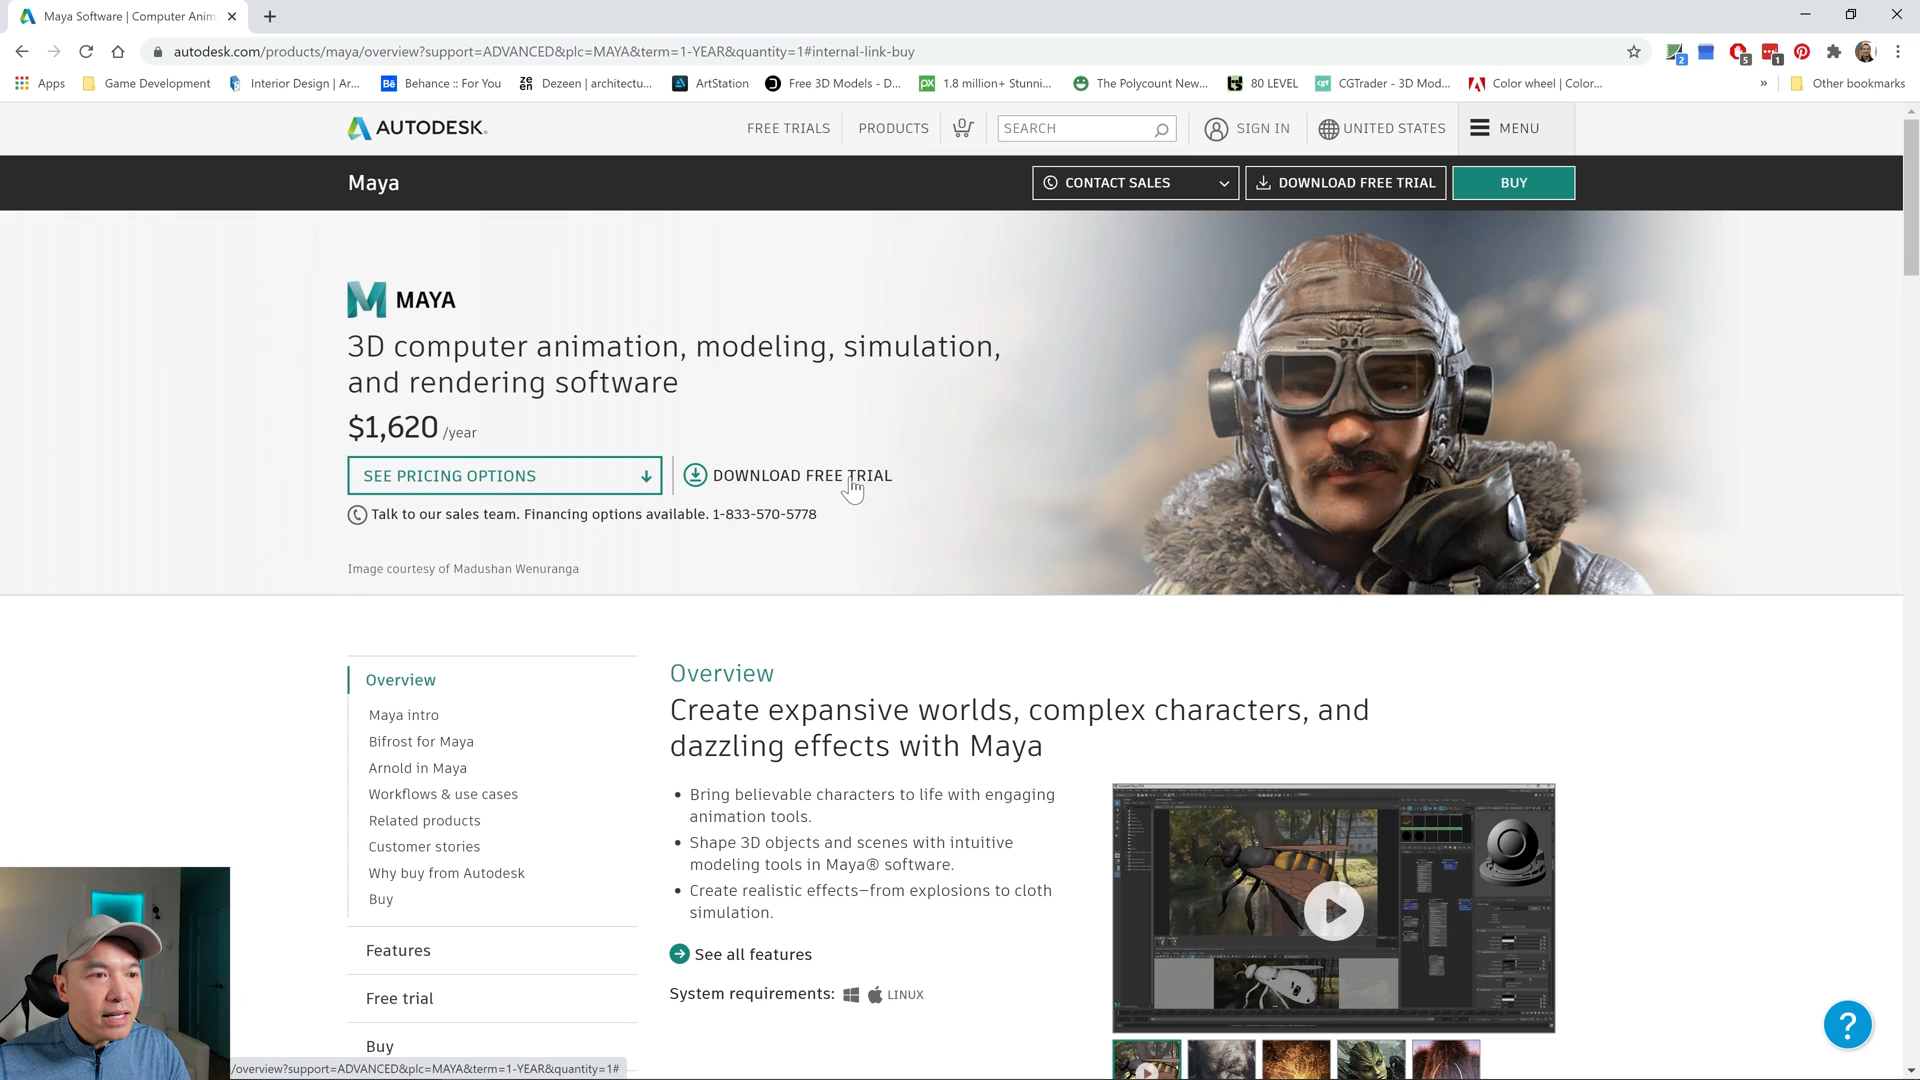 Maya Software | Computer Anim
autodesk.com/products/maya/overview?support=ADVANCED&plc=MAYA&term=1-YEAR&quantity=1#internal-link-buy
2
5
1
Apps
Game Development
Interior Design | Ar...
Bē
Behance :: For You
ze
en
Dezeen | architectu...
ArtStation
Free 3D Models - D...
px
1.8 million+ Stunni...
The Polycount New...
80 LEVEL
cgt
CGTrader - 3D Mod...
Color wheel | Color...
»
Other bookmarks
AUTODESK.
FREE TRIALS
PRODUCTS
0
SEARCH
SIGN IN
UNITED STATES
MENU
Maya
CONTACT SALES
DOWNLOAD FREE TRIAL
BUY
MAYA
3D computer animation, modeling, simulation,
and rendering software
$1,620 /year
SEE PRICING OPTIONS
DOWNLOAD FREE TRIAL
Talk to our sales team. Financing options available. 1-833-570-5778
Image courtesy of Madushan Wenuranga
Overview
Maya intro
Bifrost for Maya
Arnold in Maya
Workflows & use cases
Related products
Customer stories
Why buy from Autodesk
Buy
Features
Free trial
Buy
Overview
Create expansive worlds, complex characters, and
dazzling effects with Maya
• Bring believable characters to life with engaging
animation tools.
• Shape 3D objects and scenes with intuitive
modeling tools in Maya® software.
• Create realistic effects—from explosions to cloth
simulation.
See all features
System requirements:
LINUX
?
/overview?support=ADVANCED&plc=MAYA&term=1-YEAR&quantity=1#